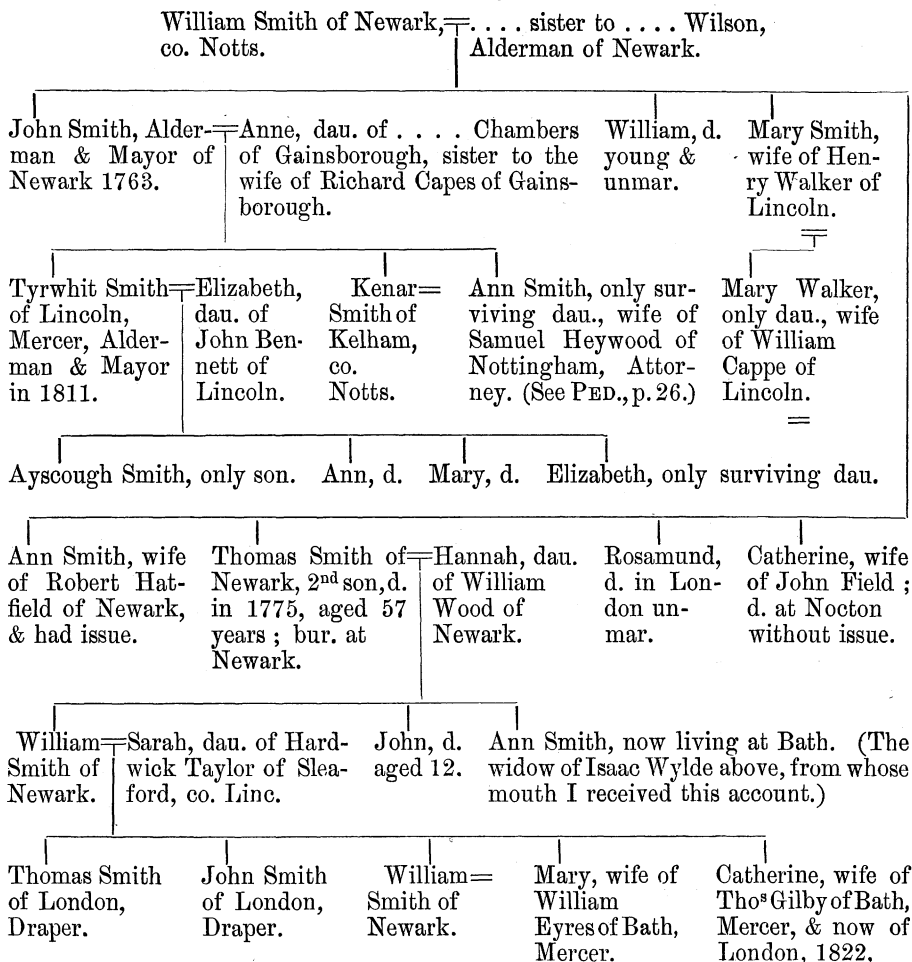 William Smith of Newark, . . . . sister to . . . . Wilson,
co. Notts. Alderman of Newark.
John Smith, Alder-
man & Mayor of
Newark 1763.
Anne, dau. of . . . . Chambers
of Gainsborough, sister to the
wife of Richard Capes of Gains-
borough.
William, d.
young &
unmar.
Mary Smith,
wife of Hen-
ry Walker of
Lincoln.
Tyrwhit Smith
of Lincoln,
Mercer, Alder-
man & Mayor
in 1811.
Elizabeth,
dau. of
John Ben-
nett of
Lincoln.
Kenar=
Smith of
Kelham,
co.
Notts.
Ann Smith, only sur-
viving dau., wife of
Samuel Heywood of
Nottingham, Attor-
ney. (See PED., p. 26.)
Mary Walker,
only dau., wife
of William
Cappe of
Lincoln.
=
Ayscough Smith, only son. Ann, d. Mary, d. Elizabeth, only surviving dau.
Ann Smith, wife
of Robert Hat-
field of Newark,
& had issue.
Thomas Smith of
Newark, 2nd son, d.
in 1775, aged 57
years ; bur. at
Newark.
Hannah, dau.
of William
Wood of
Newark.
Rosamund,
d. in Lon-
don un-
mar.
Catherine, wife
of John Field ;
d. at Nocton
without issue.
William
Smith of
Newark.
Sarah, dau. of Hard-
wick Taylor of Slea-
ford, co. Linc.
John, d.
aged 12.
Ann Smith, now living at Bath. (The
widow of Isaac Wylde above, from whose
mouth I received this account.)
Thomas Smith
of London,
Draper.
John Smith
of London,
Draper.
William=
Smith of
Newark.
Mary, wife of
William
Eyres of Bath,
Mercer.
Catherine, wife of
Thos Gilby of Bath,
Mercer, & now of
London, 1822.